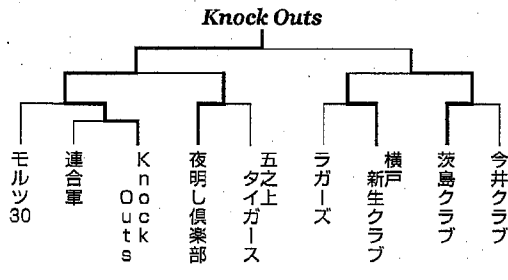 Knock Outs
モルツ30
連合軍
Knock
Outs
夜明し倶楽部
五之上
タイガース
ラガーズ
横戸
新生クラブ
茨島クラブ
今井クラブ